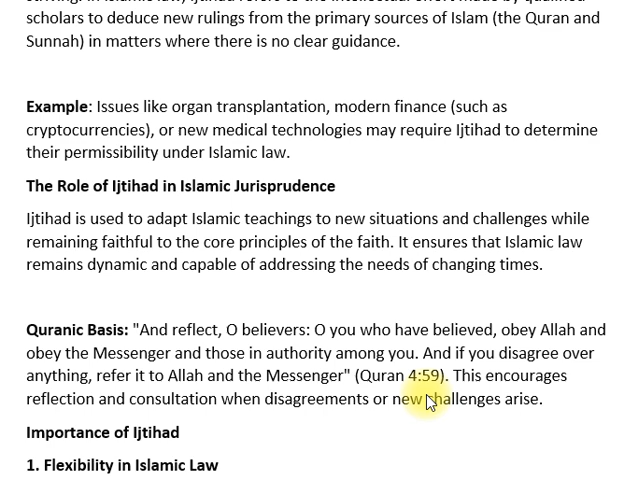 scholars to deduce new rulings from the primary sources of Islam (the Quran and
Sunnah) in matters where there is no clear guidance.
Example: Issues like organ transplantation, modern finance (such as
cryptocurrencies), or new medical technologies may require Ijtihad to determine
their permissibility under Islamic law.
The Role of Ijtihad in Islamic Jurisprudence
Ijtihad is used to adapt Islamic teachings to new situations and challenges while
remaining faithful to the core principles of the faith. It ensures that Islamic law
remains dynamic and capable of addressing the needs of changing times.
Quranic Basis: "And reflect, O believers: O you who have believed, obey Allah and
obey the Messenger and those in authority among you. And if you disagree over
anything, refer it to Allah and the Messenger" (Quran 4:59). This encourages
reflection and consultation when disagreements or new challenges arise.
Importance of Ijtihad
1. Flexibility in Islamic Law